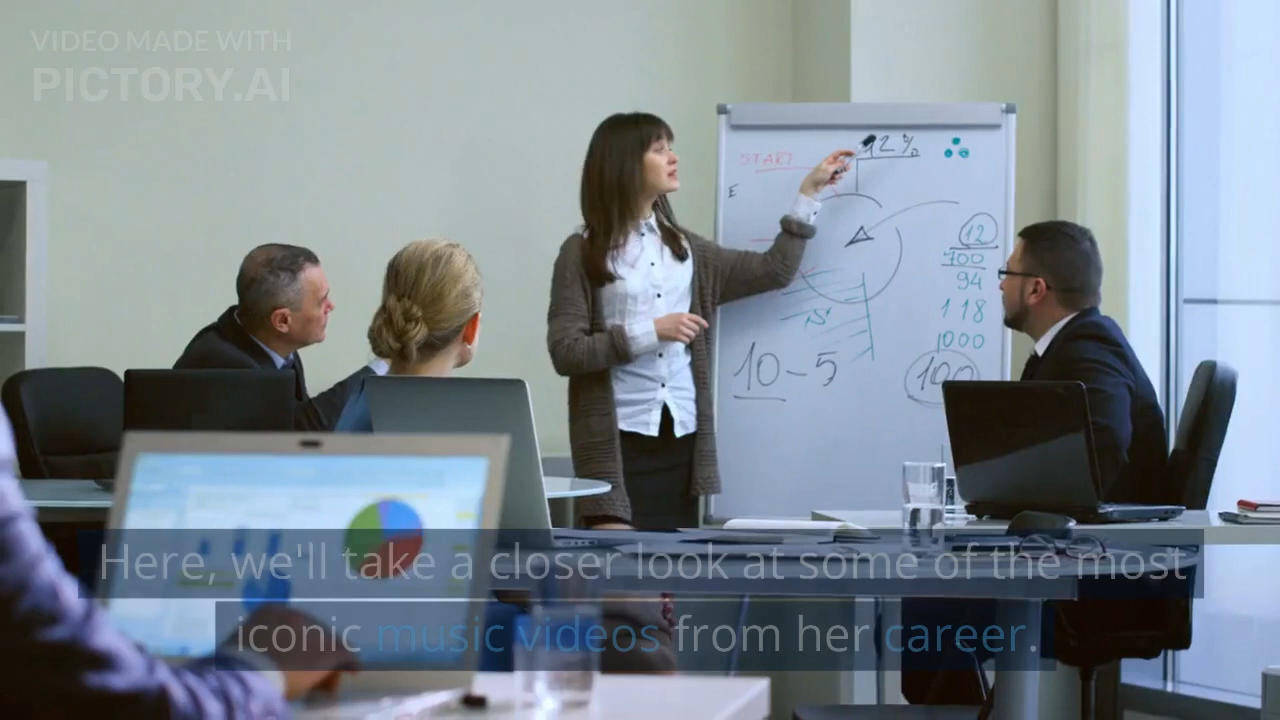 VIDEO MADE WITH
PICTORY.AI
START
12%
E
12
700
94
118
1000
10-5
100
Here, we'll take a closer look at some of the most
iconic music videos from her career.